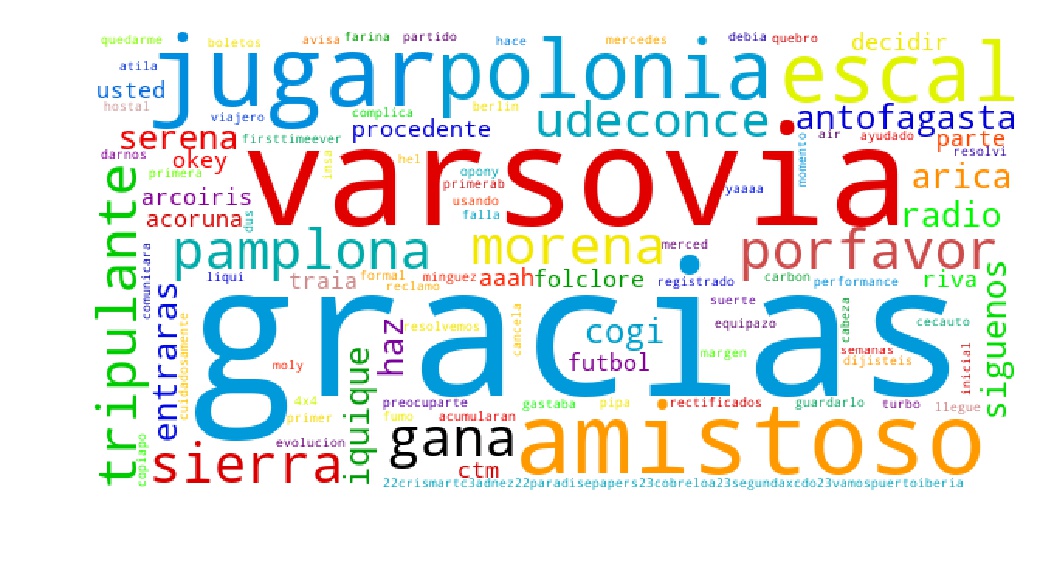 quedarme boletos avisa farina partido hace mercedes debia quebro decidir
atila jugar polonia escal
usted
hostal viajero complica berlin udeconce antofagasta
serena firsttimeever procedente air ayudado parte
darnos okey varsovia momento resolvi
primera insa hel apony primerab yaaaa arica
arcoiris usando
acoruna dus falla radio
tripulante comunicara pamplona morena merced porfavor
liqui traia formal reclamo minguez aaah folclore registrado carbon performance riva
entraras cuidadosamente gracias suerte siguenos
haz resolvemos cancela cogi equipazo cabeza cecauto
moly iquique futbol margen semanas dijisteis inicial
4x4 preocuparte gastaba pipa rectificados guardarlo turbo llegue
primer fumo acumularan
copiapo evolucion gana amistoso
sierra ctm
22crismartc3adnez22paradisepapers23cobreloa23segundaxcdo23vamospuertoiberia